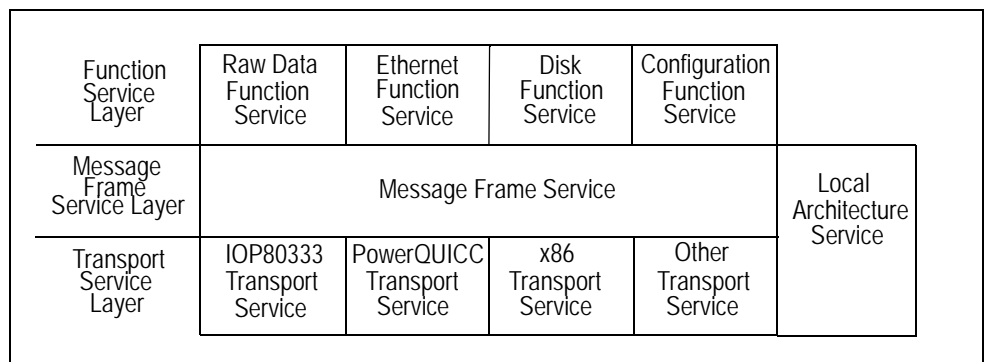 Function
Service
Layer
Raw Data
Function
Service
Ethernet
Function
Service
Disk
Function
Service
Configuration
Function
Service
Message
Frame
Service Layer
Message Frame Service
Local
Architecture
Service
Transport
Service
Layer
IOP80333
Transport
Service
PowerQUICC
Transport
Service
x86
Transport
Service
Other
Transport
Service